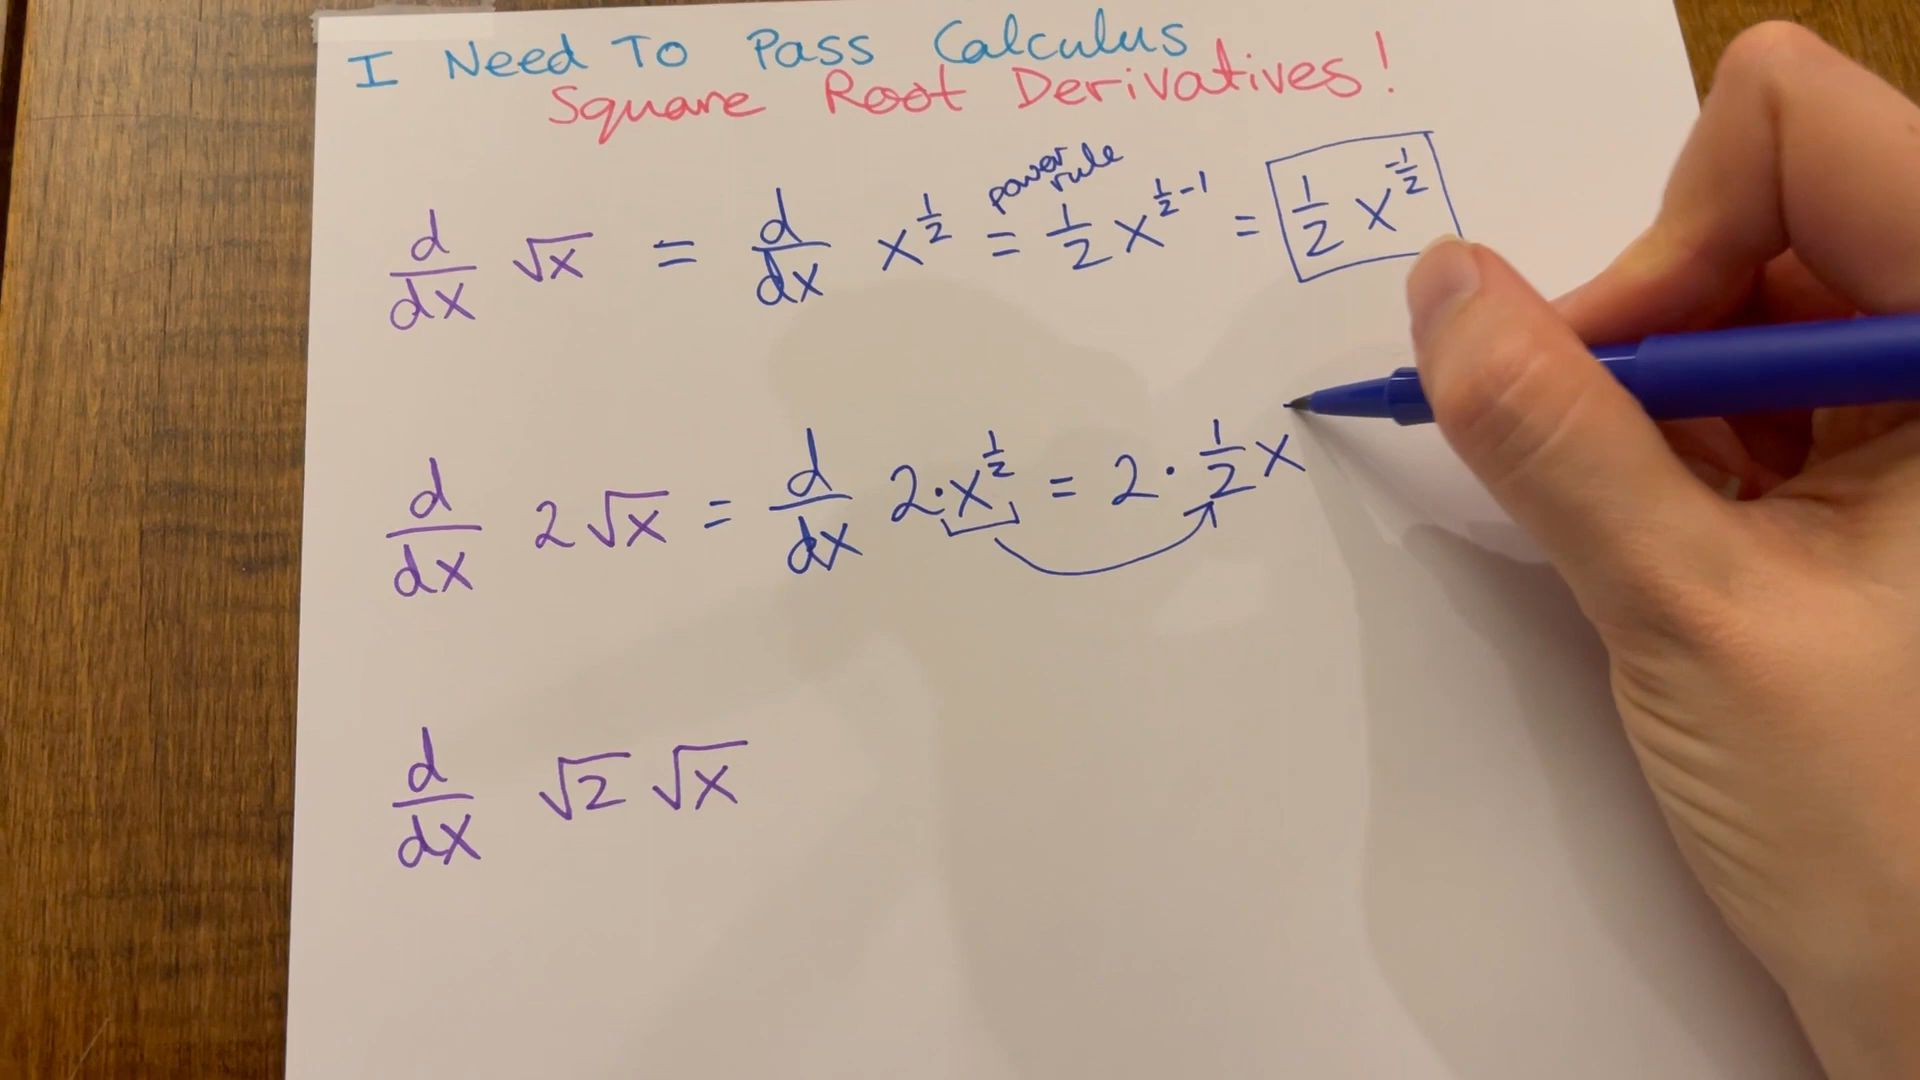 I Need To Pass Calculus
Square Root Derivatives!
d/dx √x = d/dx x^(1/2) = power rule 1/2 x^(1/2-1) = 1/2 x^(-1/2)
d/dx 2√x = d/dx 2·x^(1/2) = 2·1/2 x
d/dx √2 √x